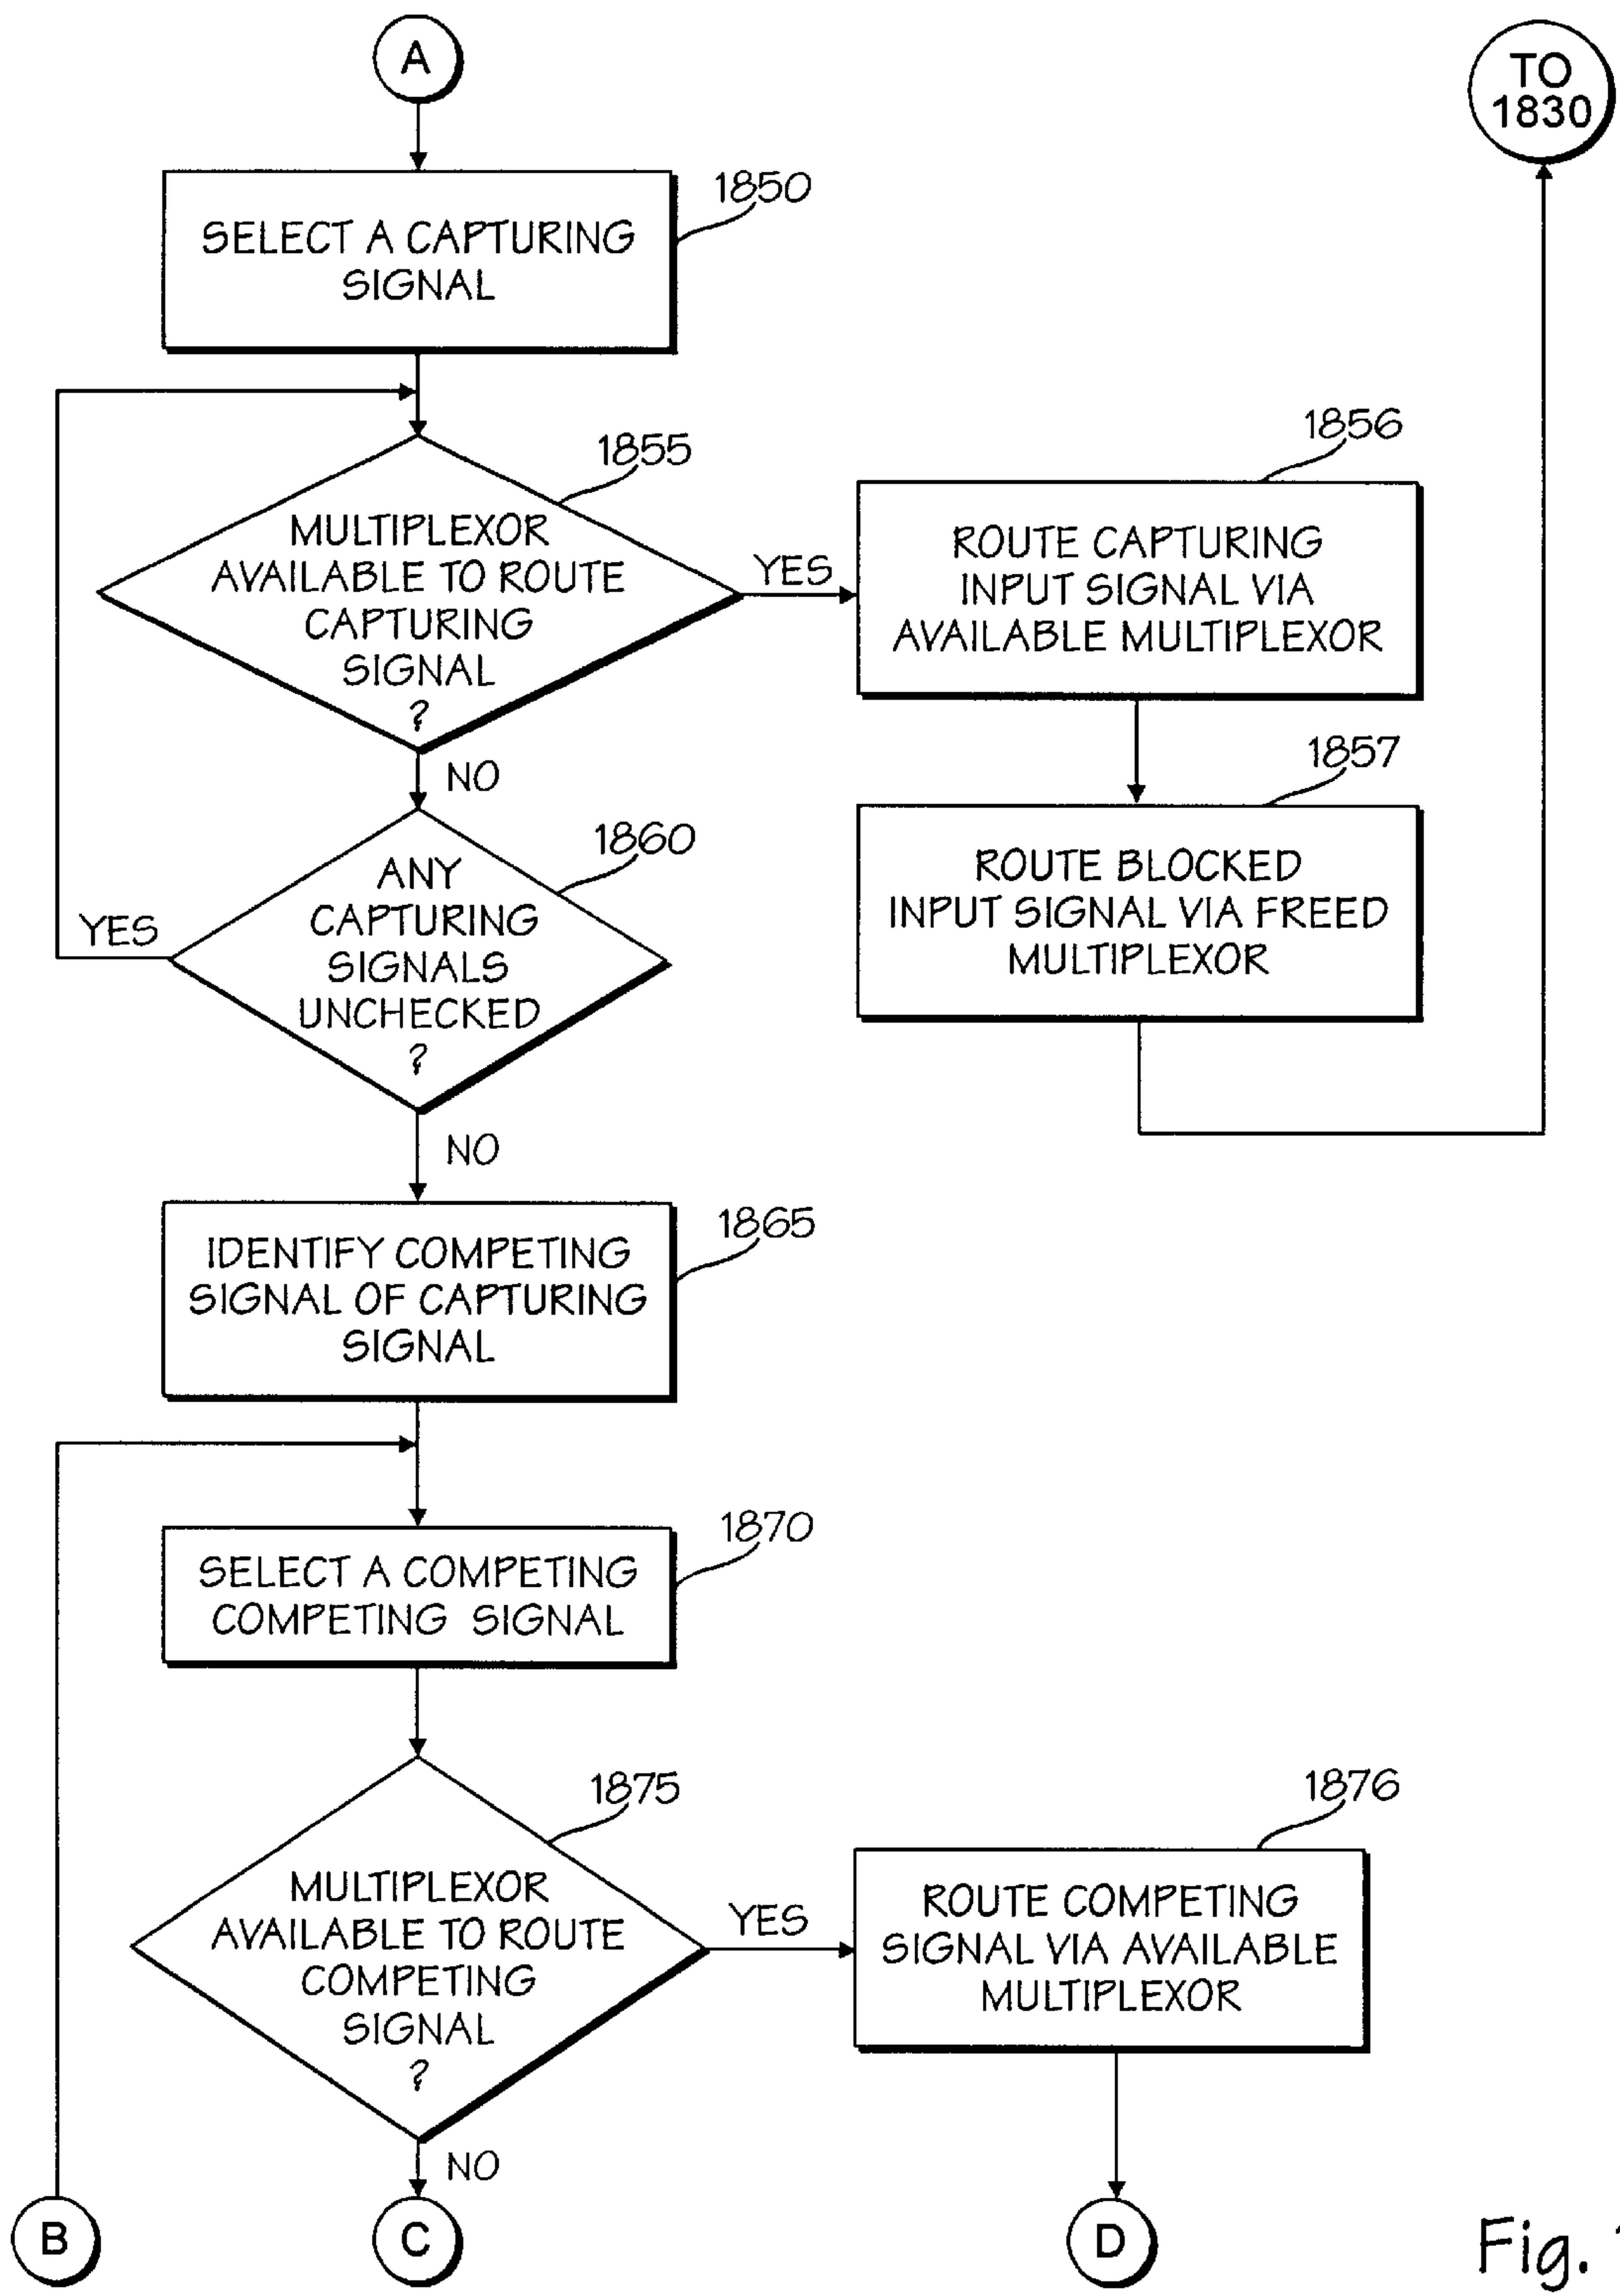 A
TO
1830
1850
SELECT A CAPTURING
SIGNAL
1855
MULTIPLEXOR
AVAILABLE TO ROUTE
CAPTURING
SIGNAL
?
YES
NO
1856
ROUTE CAPTURING
INPUT SIGNAL VIA
AVAILABLE MULTIPLEXOR
1857
ROUTE BLOCKED
INPUT SIGNAL VIA FREED
MULTIPLEXOR
1860
ANY
CAPTURING
SIGNALS
UNCHECKED
?
YES
NO
1865
IDENTIFY COMPETING
SIGNAL OF CAPTURING
SIGNAL
1870
SELECT A COMPETING
COMPETING SIGNAL
1875
MULTIPLEXOR
AVAILABLE TO ROUTE
COMPETING
SIGNAL
?
YES
NO
1876
ROUTE COMPETING
SIGNAL VIA AVAILABLE
MULTIPLEXOR
B
C
D
Fig.